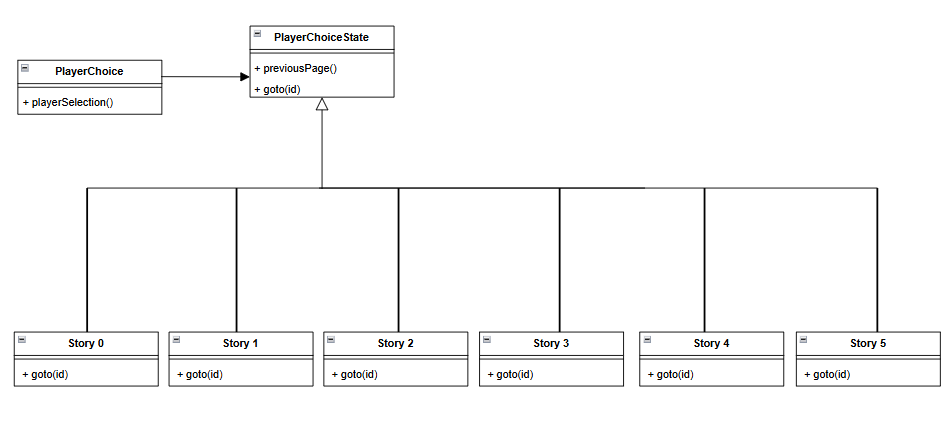 PlayerChoiceState
+ previousPage()
+ goto(id)
PlayerChoice
+ playerSelection()
Story 0
+ goto(id)
Story 1
+ goto(id)
Story 2
+ goto(id)
Story 3
+ goto(id)
Story 4
+ goto(id)
Story 5
+ goto(id)